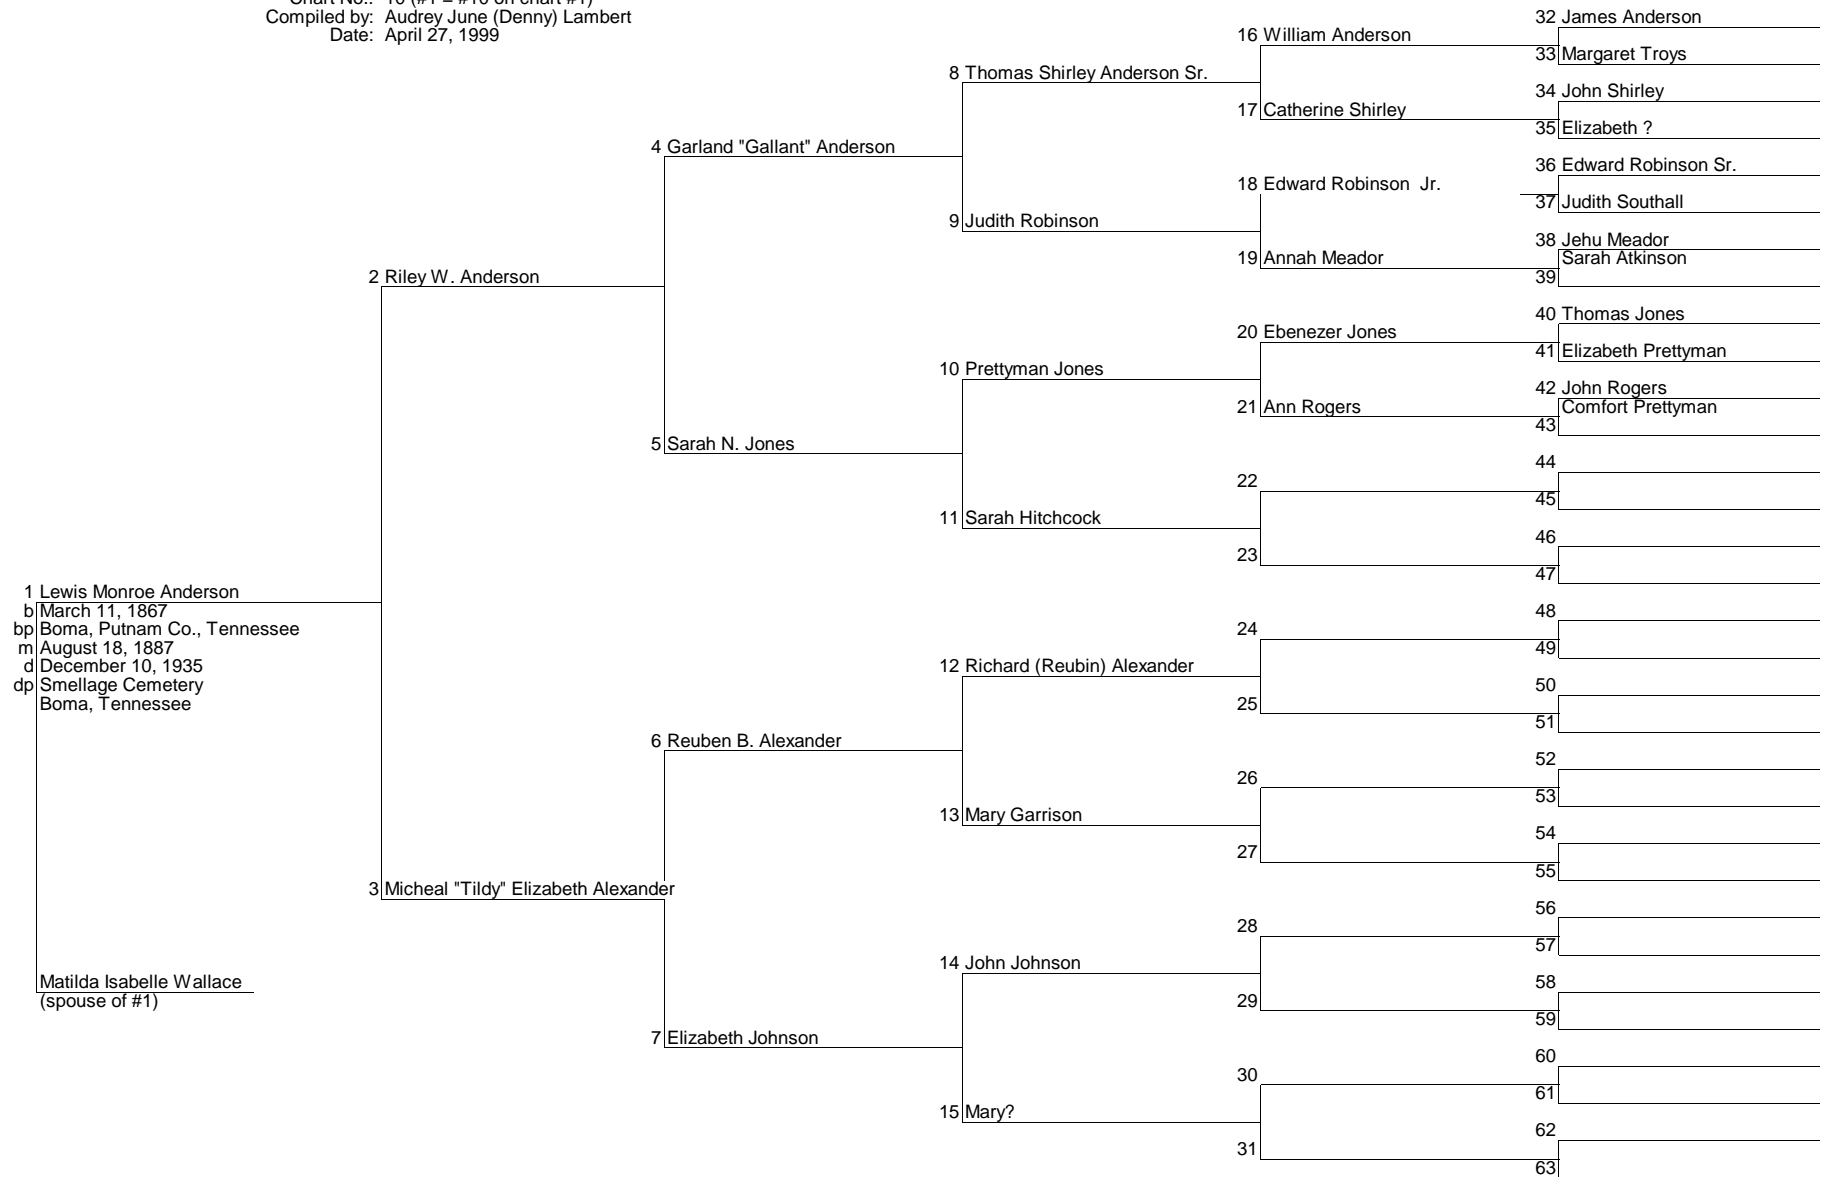 Chart No.: 10 (#1 = #10 on chart #1)
Compiled by: Audrey June (Denny) Lambert
Date: April 27, 1999
1 Lewis Monroe Anderson
b March 11, 1867
bp Boma, Putnam Co., Tennessee
m August 18, 1887
d December 10, 1935
dp Smellage Cemetery
Boma, Tennessee
Matilda Isabelle Wallace
(spouse of #1)
2 Riley W. Anderson
3 Micheal "Tildy" Elizabeth Alexander
4 Garland "Gallant" Anderson
5 Sarah N. Jones
6 Reuben B. Alexander
7 Elizabeth Johnson
8 Thomas Shirley Anderson Sr.
9 Judith Robinson
10 Prettyman Jones
11 Sarah Hitchcock
12 Richard (Reubin) Alexander
13 Mary Garrison
14 John Johnson
15 Mary?
16 William Anderson
17 Catherine Shirley
18 Edward Robinson Jr.
19 Annah Meador
20 Ebenezer Jones
21 Ann Rogers
22
23
24
25
26
27
28
29
30
31
32 James Anderson
33 Margaret Troys
34 John Shirley
35 Elizabeth ?
36 Edward Robinson Sr.
37 Judith Southall
38 Jehu Meador
Sarah Atkinson
39
40 Thomas Jones
41 Elizabeth Prettyman
42 John Rogers
Comfort Prettyman
43
44
45
46
47
48
49
50
51
52
53
54
55
56
57
58
59
60
61
62
63